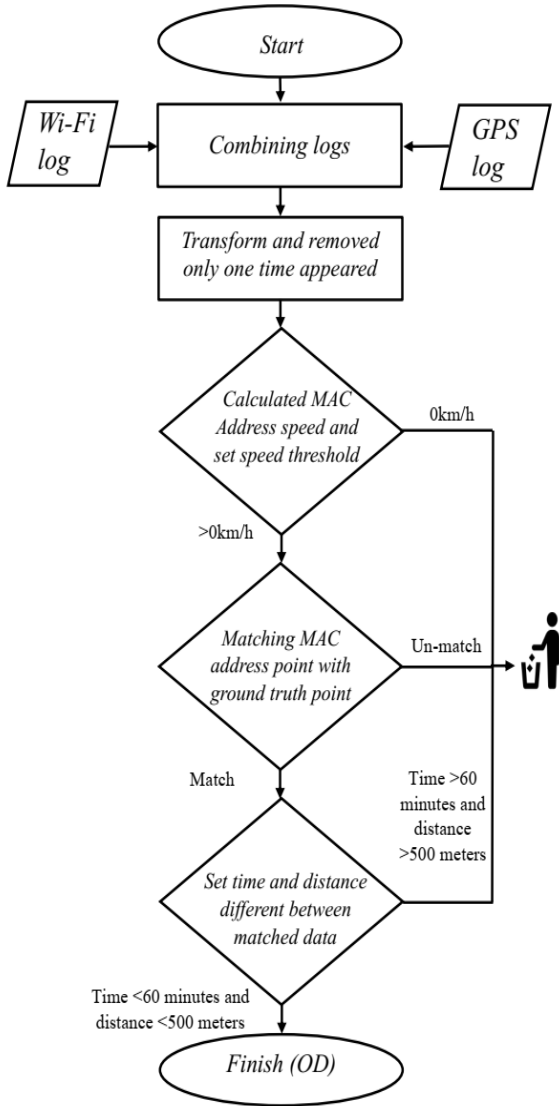 Start
Wi-Fi
log
Combining logs
GPS
log
Transform and removed
only one time appeared
Calculated MAC
Address speed and
set speed threshold
0km/h
>0km/h
Matching MAC
address point with
ground truth point
Un-match
Match
Time >60
minutes and
distance
>500 meters
Set time and distance
different between
matched data
Time <60 minutes and
distance <500 meters
Finish (OD)